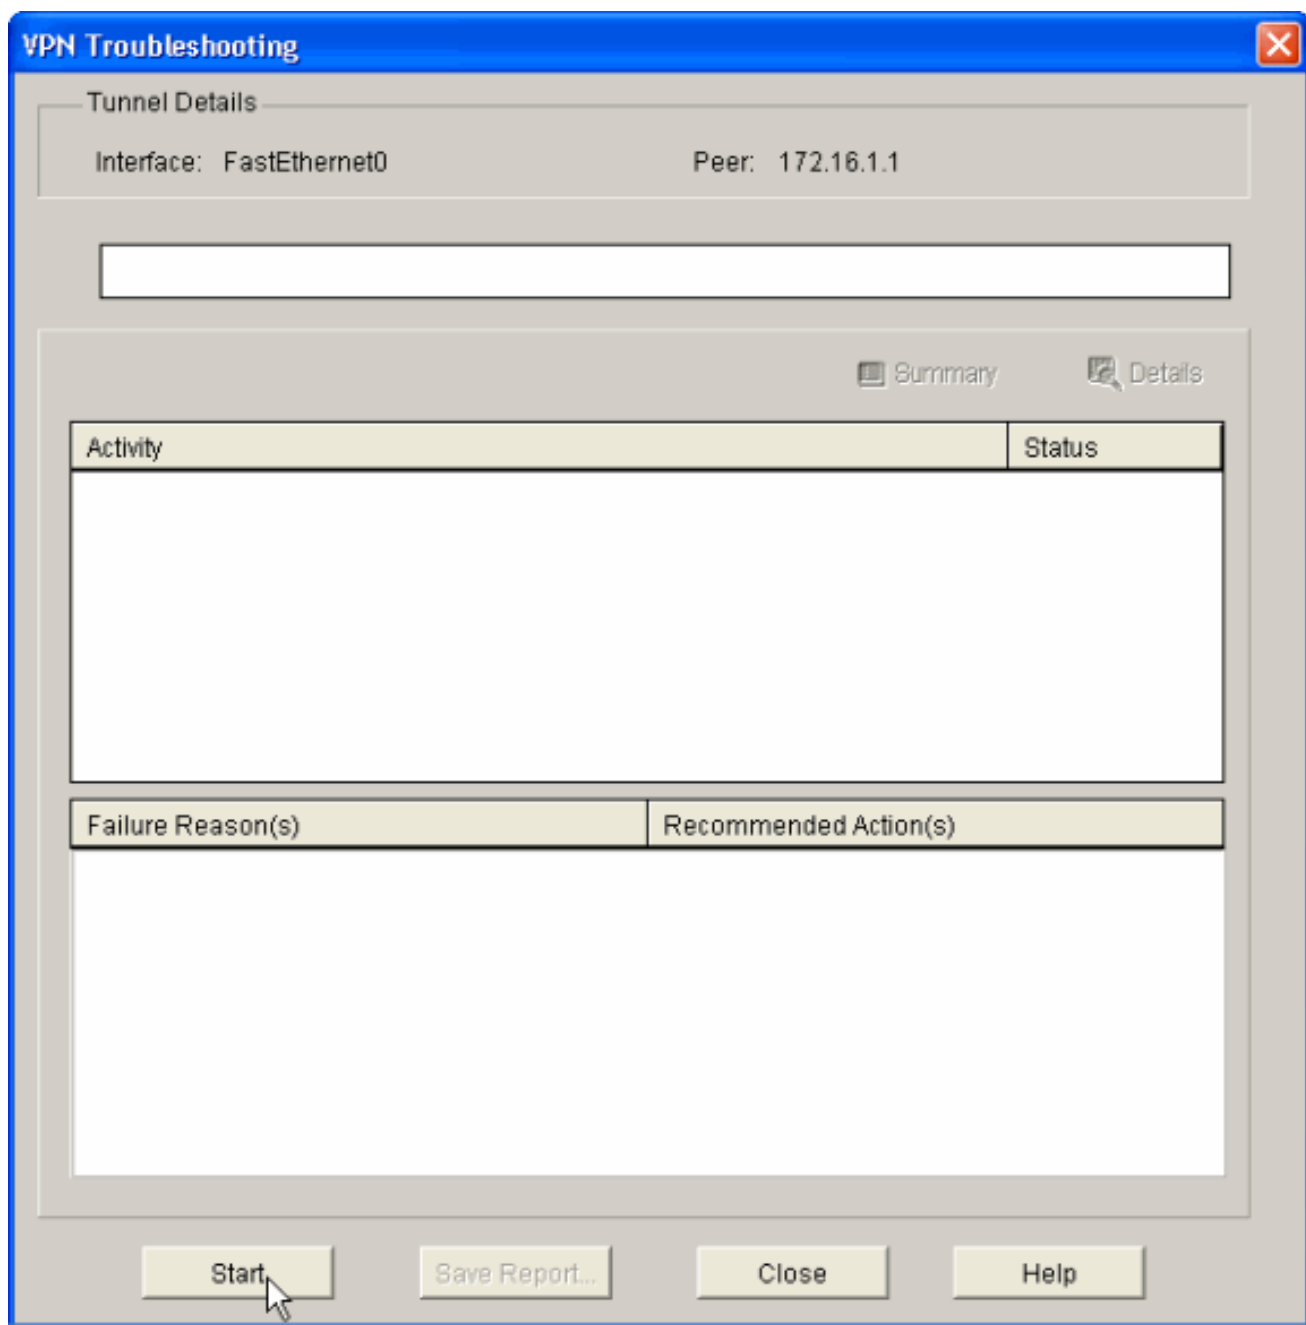 VPN Troubleshooting
Tunnel Details
Interface: FastEthernet0 Peer: 172.16.1.1
Summary Details
Activity Status
Failure Reason(s) Recommended Action(s)
Start Save Report... Close Help